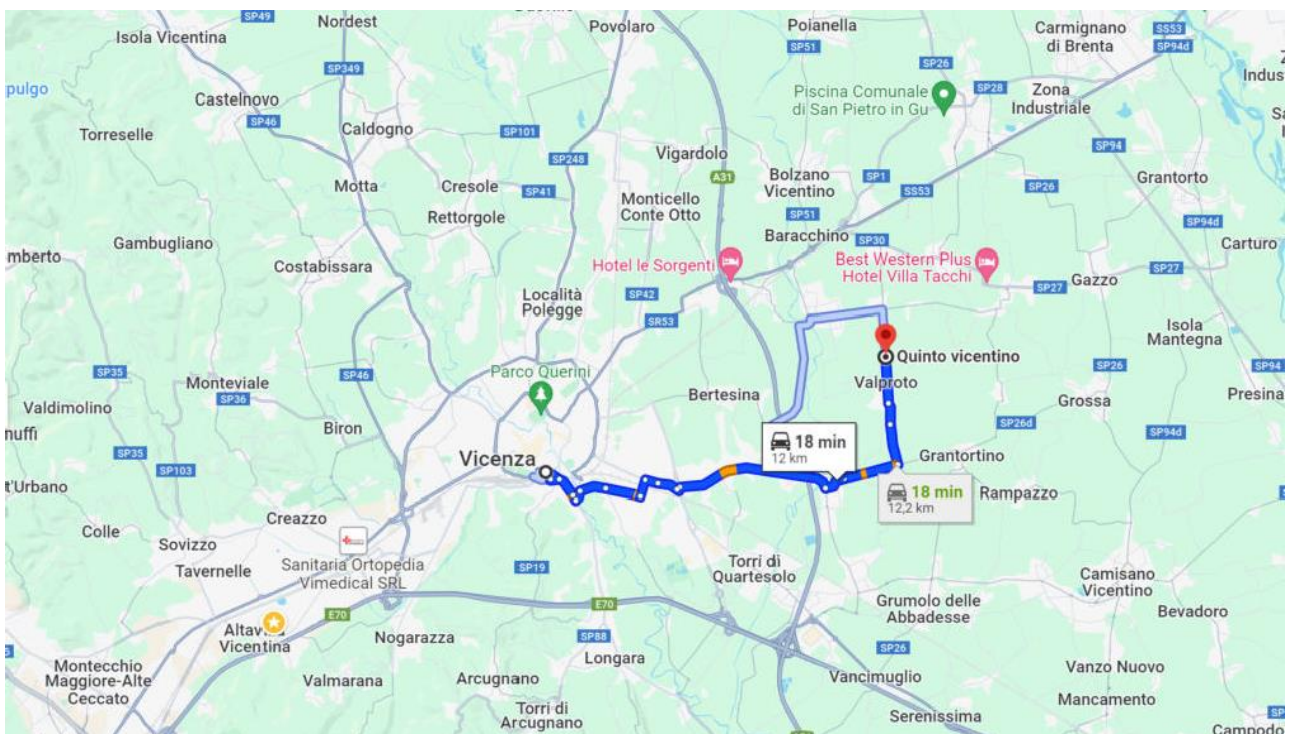 SP49
Nordest
Povolaro
Poianella
Carmignano
di Brenta
SS53
SP94d
Isola Vicentina
SP51
SP349
SP26
Indus
pulgo
Castelnovo
Piscina Comunale
di San Pietro in Gu
SP28
Zona
Industriale
Torreselle
SP46
Caldogno
SP101
SP248
Vigardolo
SP94
A31
Bolzano
Vicentino
SP1
Grantorto
Motta
Cresole
SP41
Monticello
Conte Otto
SS53
SP26
Rettorgole
SP51
SP94d
Gambugliano
Baracchino
SP30
Carturo
mberto
Costabissara
Hotel le Sorgenti
Best Western Plus
Hotel Villa Tacchi
SP27
SP27
Gazzo
Località
Polegge
SP42
SR53
Isola
Mantegna
Quinto vicentino
SP35
Monteviale
SP46
Parco Querini
Valproto
SP26
SP94
SP36
Bertesina
Grossa
Presina
Valdimolino
Biron
SP26d
SP94d
nuffi
18 min
12 km
SP35
SP103
Vicenza
Grantortino
t'Urbano
18 min
12,2 km
Rampazzo
Creazzo
Colle
Sovizzo
Sanitaria Ortopedia
Vimedical SRL
SP19
Torri di
Quartesolo
Tavernelle
Camisano
Vicentino
E70
E70
Grumolo delle
Abbadesse
Bevadoro
Altavilla
Vicentina
Nogarazza
SP88
SP26
Longara
Montecchio
Maggiore-Alte
Ceccato
Valmarana
Arcugnano
Vancimuglio
Vanzo Nuovo
Mancamento
Torri di
Arcugnano
Serenissima
SP
Campodo